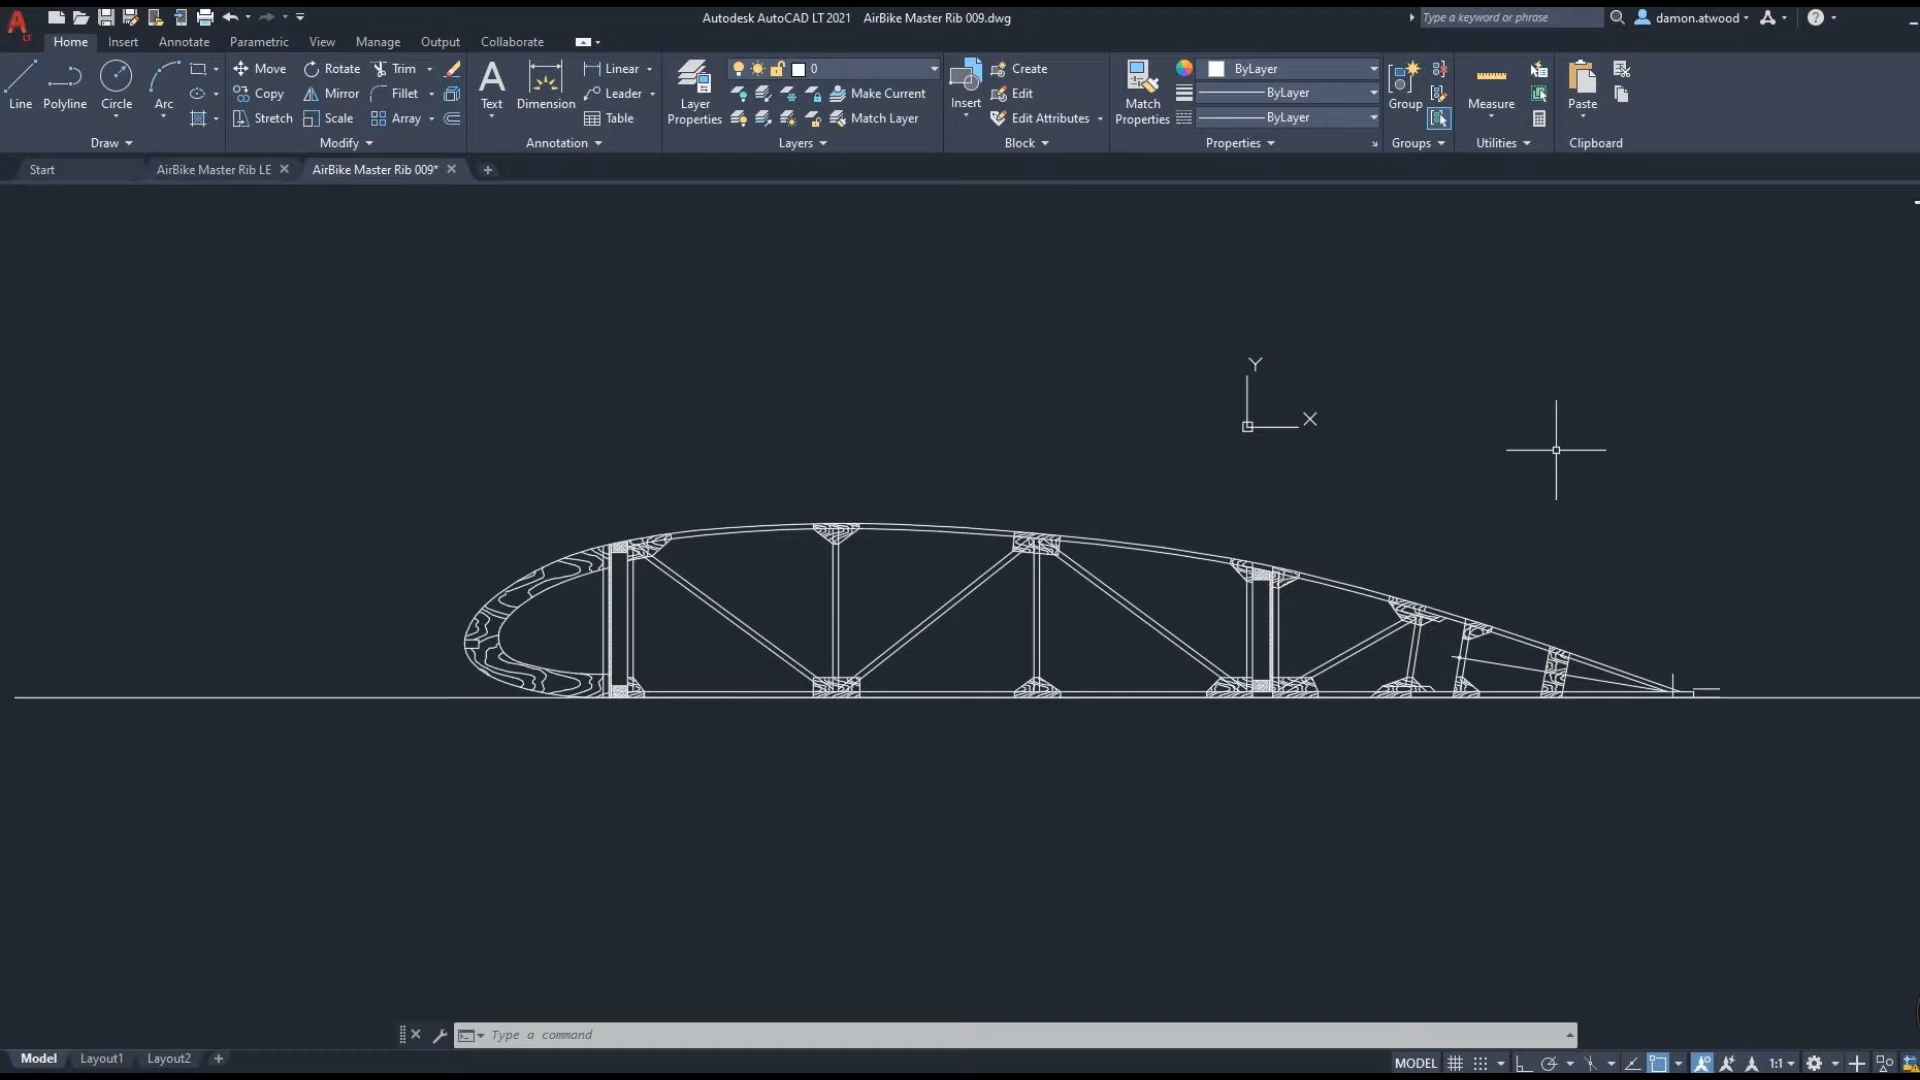 Autodesk AutoCAD LT 2021 AirBike Master Rib 009.dwg
Type a keyword or phrase
damon.atwood
LT
Home Insert Annotate Parametric View Manage Output Collaborate
Line Polyline Circle Arc
Move Rotate Trim
Copy Mirror Fillet
Stretch Scale Array
Text Dimension
Linear
Leader
Table
Layer Properties
0
Make Current
Match Layer
Insert
Create
Edit
Edit Attributes
Match Properties
ByLayer
ByLayer
ByLayer
Group
Measure
Paste
Draw Modify Annotation Layers Block Properties Groups Utilities Clipboard
Start AirBike Master Rib LE AirBike Master Rib 009*
Y
X
Type a command
Model Layout1 Layout2
MODEL 1:1